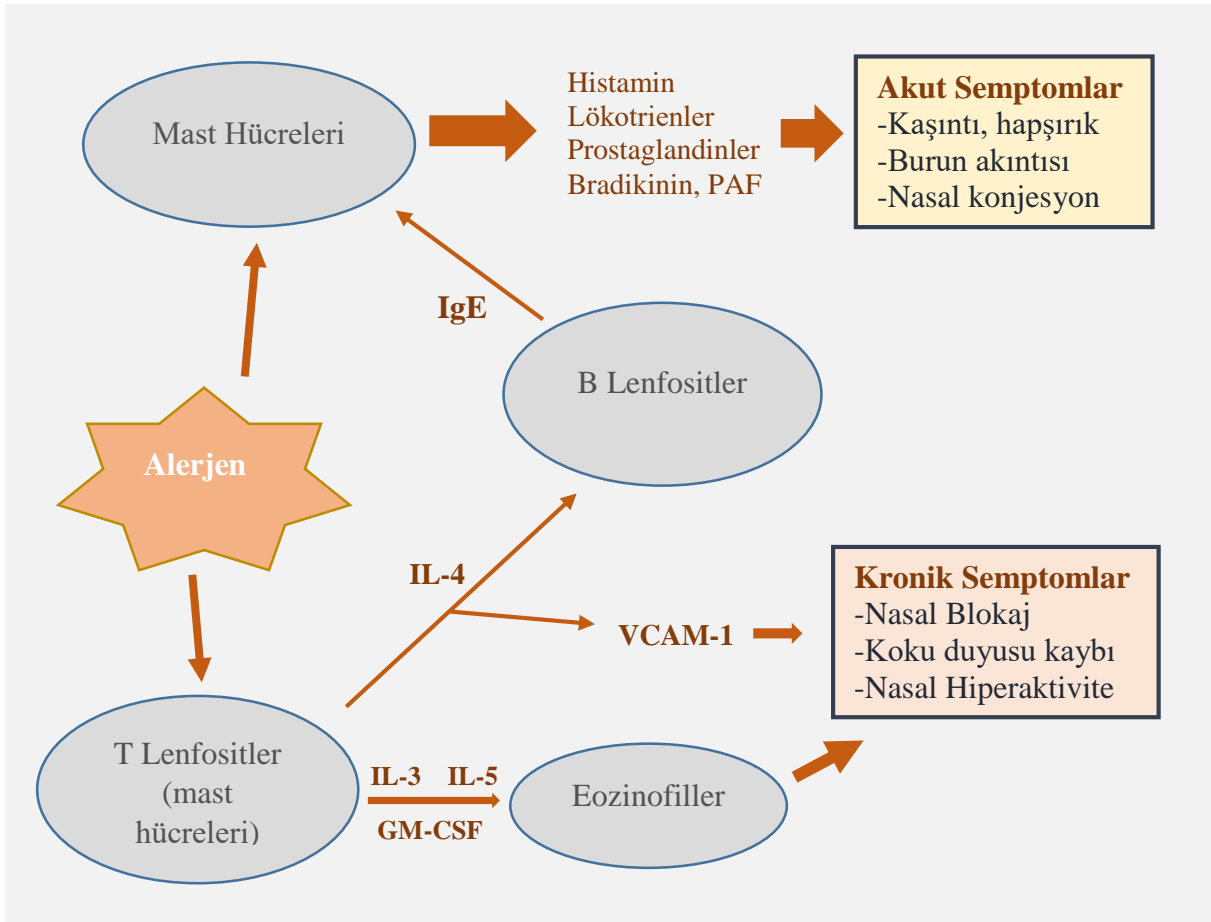 Mast Hücreleri
Histamin
Lökotrienler
Prostaglandinler
Bradikinin, PAF
Akut Semptomlar
-Kaşıntı, hapşırık
-Burun akıntısı
-Nasal konjesyon
IgE
B Lenfositler
Alerjen
IL-4
VCAM-1
Kronik Semptomlar
-Nasal Blokaj
-Koku duyusu kaybı
-Nasal Hiperaktivite
T Lenfositler
(mast
hücreleri)
IL-3 IL-5
GM-CSF
Eozinofiller